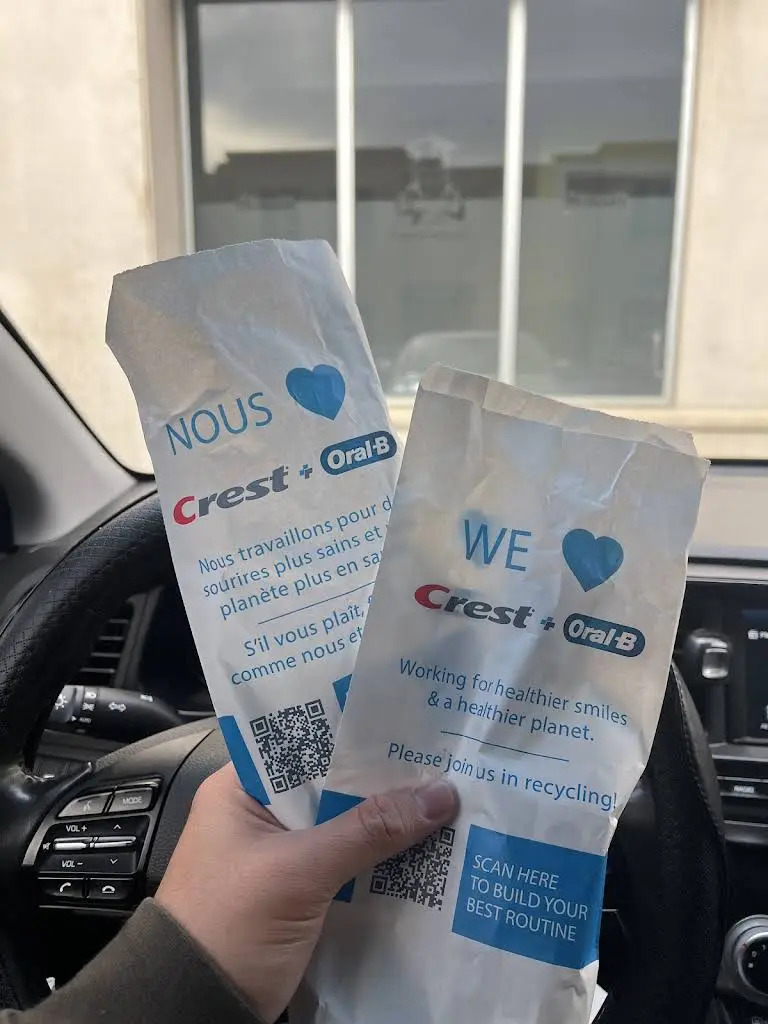 NOUS
Crest + Oral-B
Nous travaillons pour d
sourires plus sains et
planète plus en sa
S'il vous plaît,
comme nous et
WE
Crest + Oral-B
Working for healthier smiles
& a healthier planet.
Please join us in recycling!
SCAN HERE
TO BUILD YOUR
BEST ROUTINE
MODE
VOL +
VOL -
AUTO
RADIO